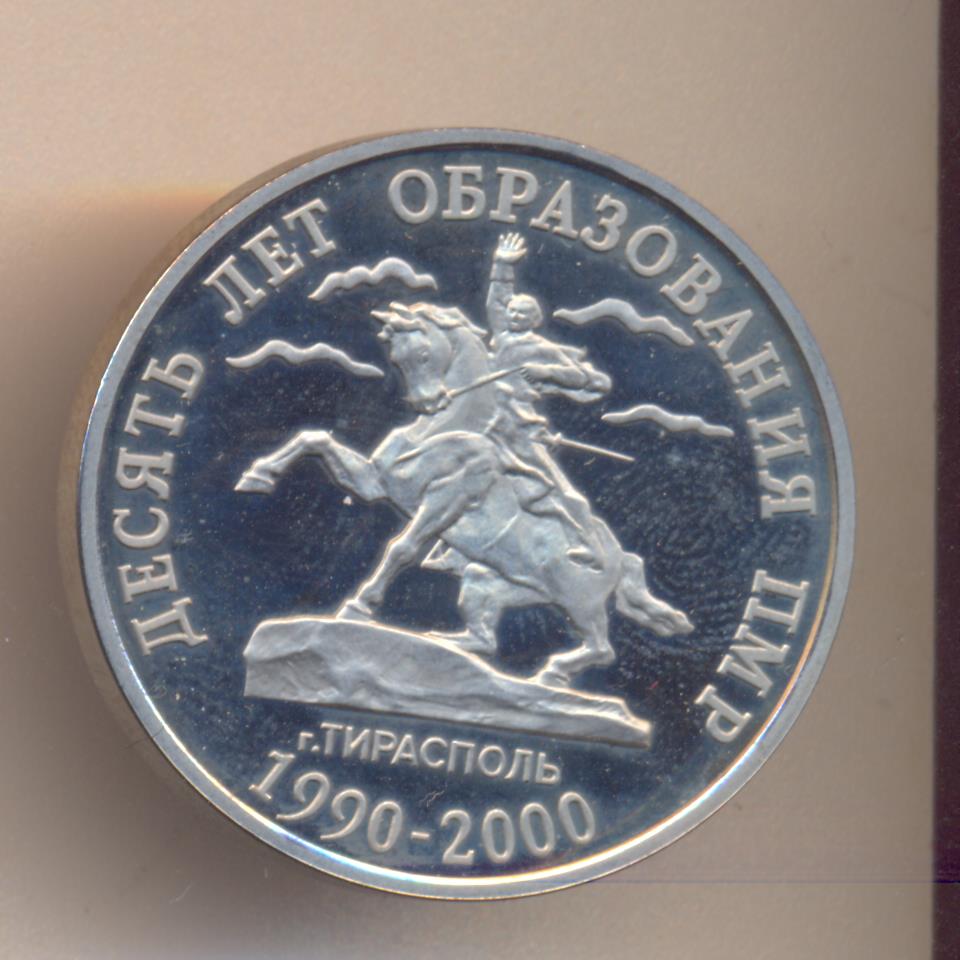 ДЕСЯТЬ ЛЕТ ОБРАЗОВАНИЯ ПМР
г.ТИРАСПОЛЬ
1990-2000